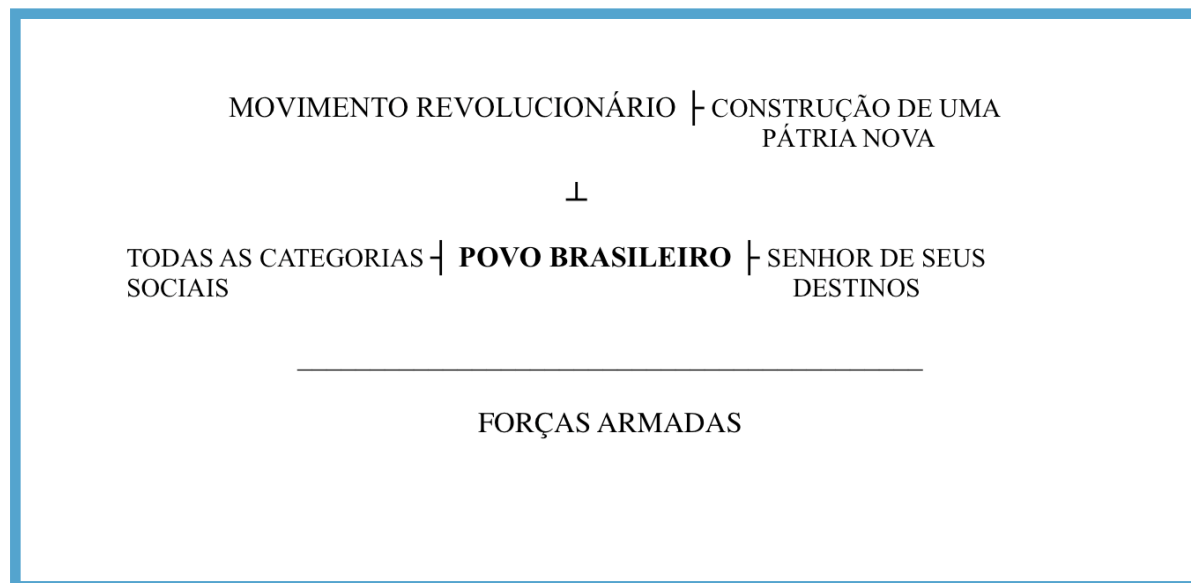 MOVIMENTO REVOLUCIONÁRIO ├ CONSTRUÇÃO DE UMA
PÁTRIA NOVA
┴
TODAS AS CATEGORIAS ┤ POVO BRASILEIRO ├ SENHOR DE SEUS
SOCIAIS DESTINOS
FORÇAS ARMADAS